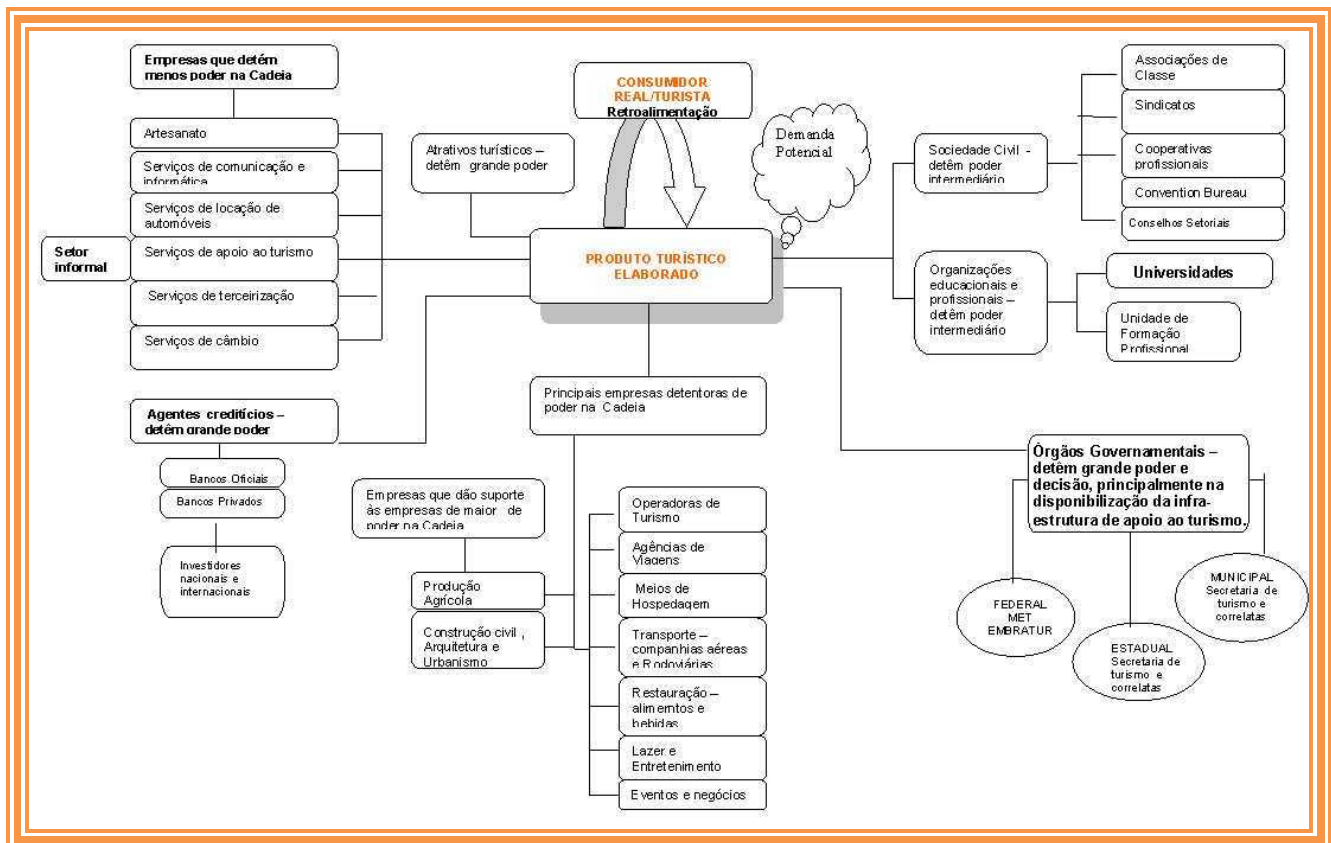 Empresas que detém
menos poder na Cadeia
Artesanato
Serviços de comunicação e
informática
Serviços de locação de
automóveis
Setor
informal
Serviços de apoio ao turismo
Serviços de terceirização
Serviços de câmbio
Agentes creditícios –
detêm grande poder
Bancos Oficiais
Bancos Privados
Investidores
nacionais e
internacionais
Atrativos turísticos –
detêm grande poder
CONSUMIDOR
REAL/TURISTA
Retroalimentação
Demanda
Potencial
PRODUTO TURÍSTICO
ELABORADO
Principais empresas detentoras de
poder na Cadeia
Empresas que dão suporte
às empresas de maior de
poder na Cadeia
Produção
Agrícola
Construção civil ,
Arquitetura e
Urbanismo
Operadoras de
Turismo
Agências de
Viagens
Meios de
Hospedagem
Transporte –
companhias aéreas
e Rodoviárias
Restauração –
alimentos e
bebidas
Lazer e
Entretenimento
Eventos e negócios
Sociedade Civil -
detêm poder
intermediário
Associações de
Classe
Sindicatos
Cooperativas
profissionais
Convention Bureau
Conselhos Setoriais
Organizações
educacionais e
profissionais –
detêm poder
intermediário
Universidades
Unidade de
Formação
Profissional
Órgãos Governamentais –
detêm grande poder e
decisão, principalmente na
disponibilização da infra-
estrutura de apoio ao turismo.
FEDERAL
MET
EMBRATUR
ESTADUAL
Secretaria de
turismo e
correlatas
MUNICIPAL
Secretaria de
turismo e
correlatas